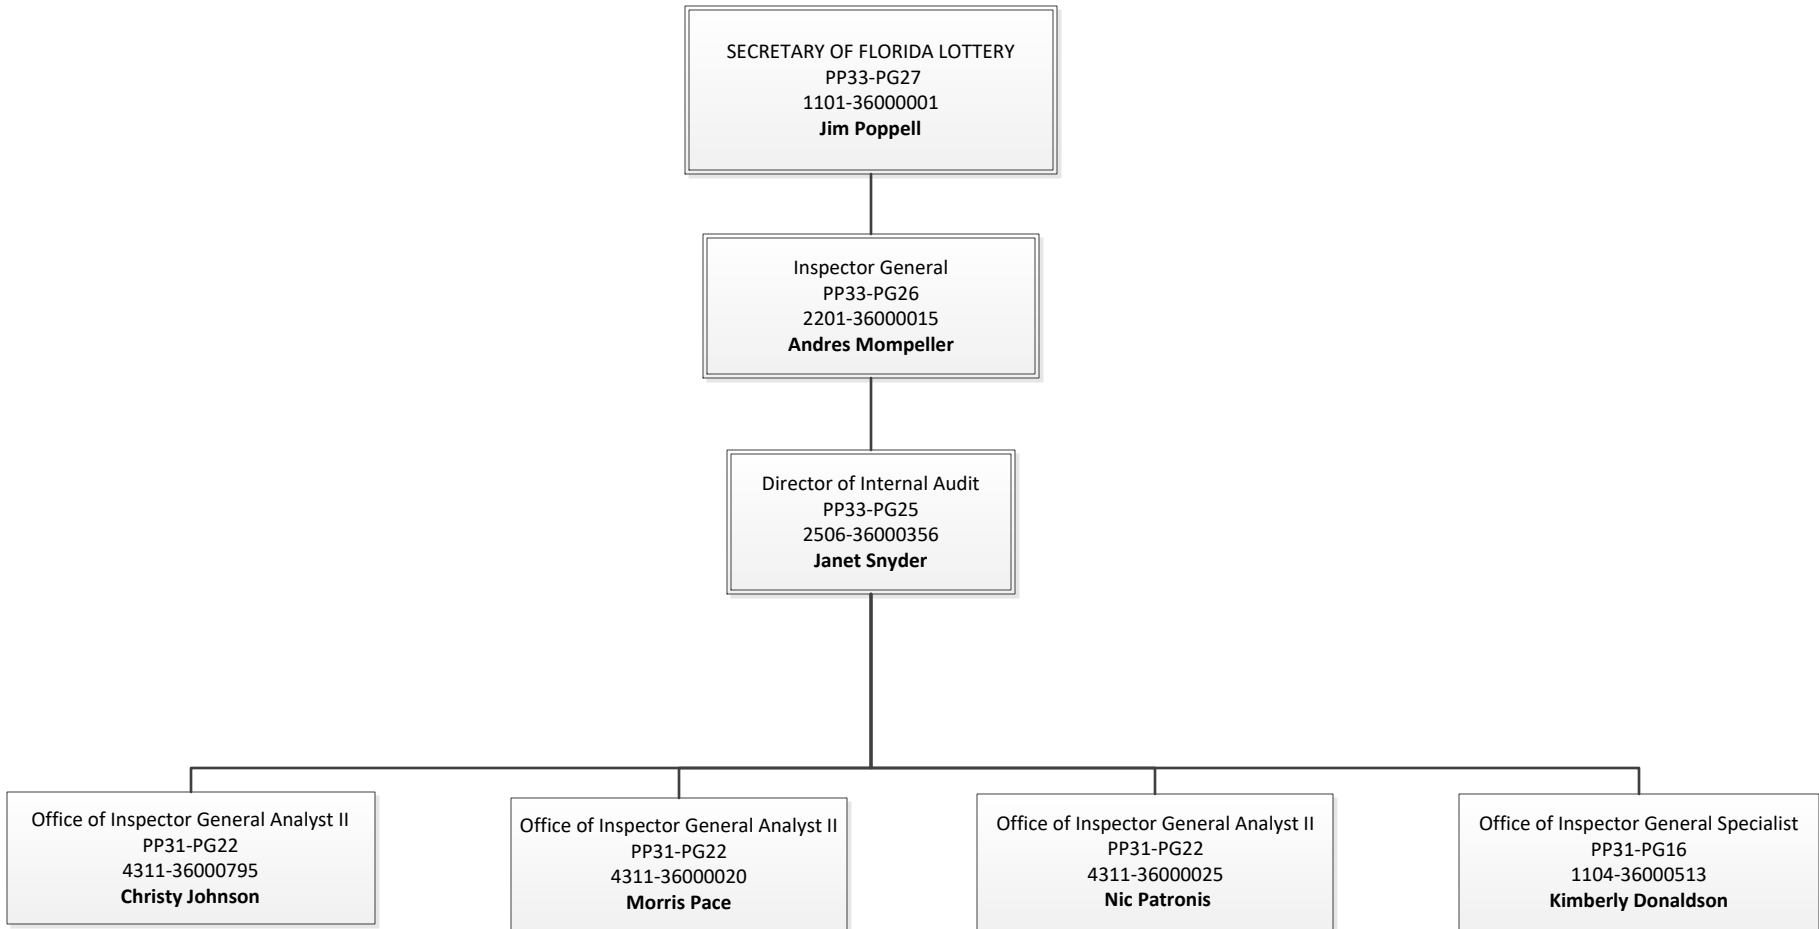 SECRETARY OF FLORIDA LOTTERY
PP33-PG27
1101-36000001
Jim Poppell
Inspector General
PP33-PG26
2201-36000015
Andres Mompeller
Director of Internal Audit
PP33-PG25
2506-36000356
Janet Snyder
Office of Inspector General Analyst II
PP31-PG22
4311-36000795
Christy Johnson
Office of Inspector General Analyst II
PP31-PG22
4311-36000020
Morris Pace
Office of Inspector General Analyst II
PP31-PG22
4311-36000025
Nic Patronis
Office of Inspector General Specialist
PP31-PG16
1104-36000513
Kimberly Donaldson